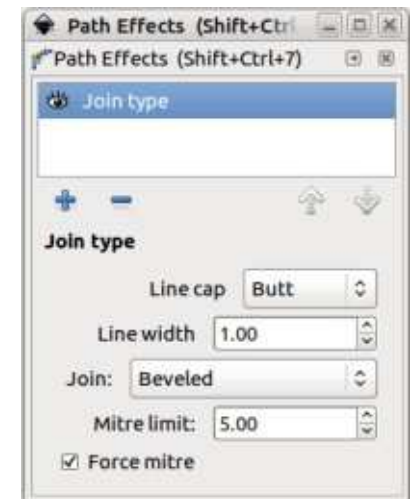 Path Effects (Shift+Ctrl
Path Effects (Shift+Ctrl+7)
Join type
Join type
Line cap Butt
Line width 1.00
Join: Beveled
Mitre limit: 5.00
Force mitre